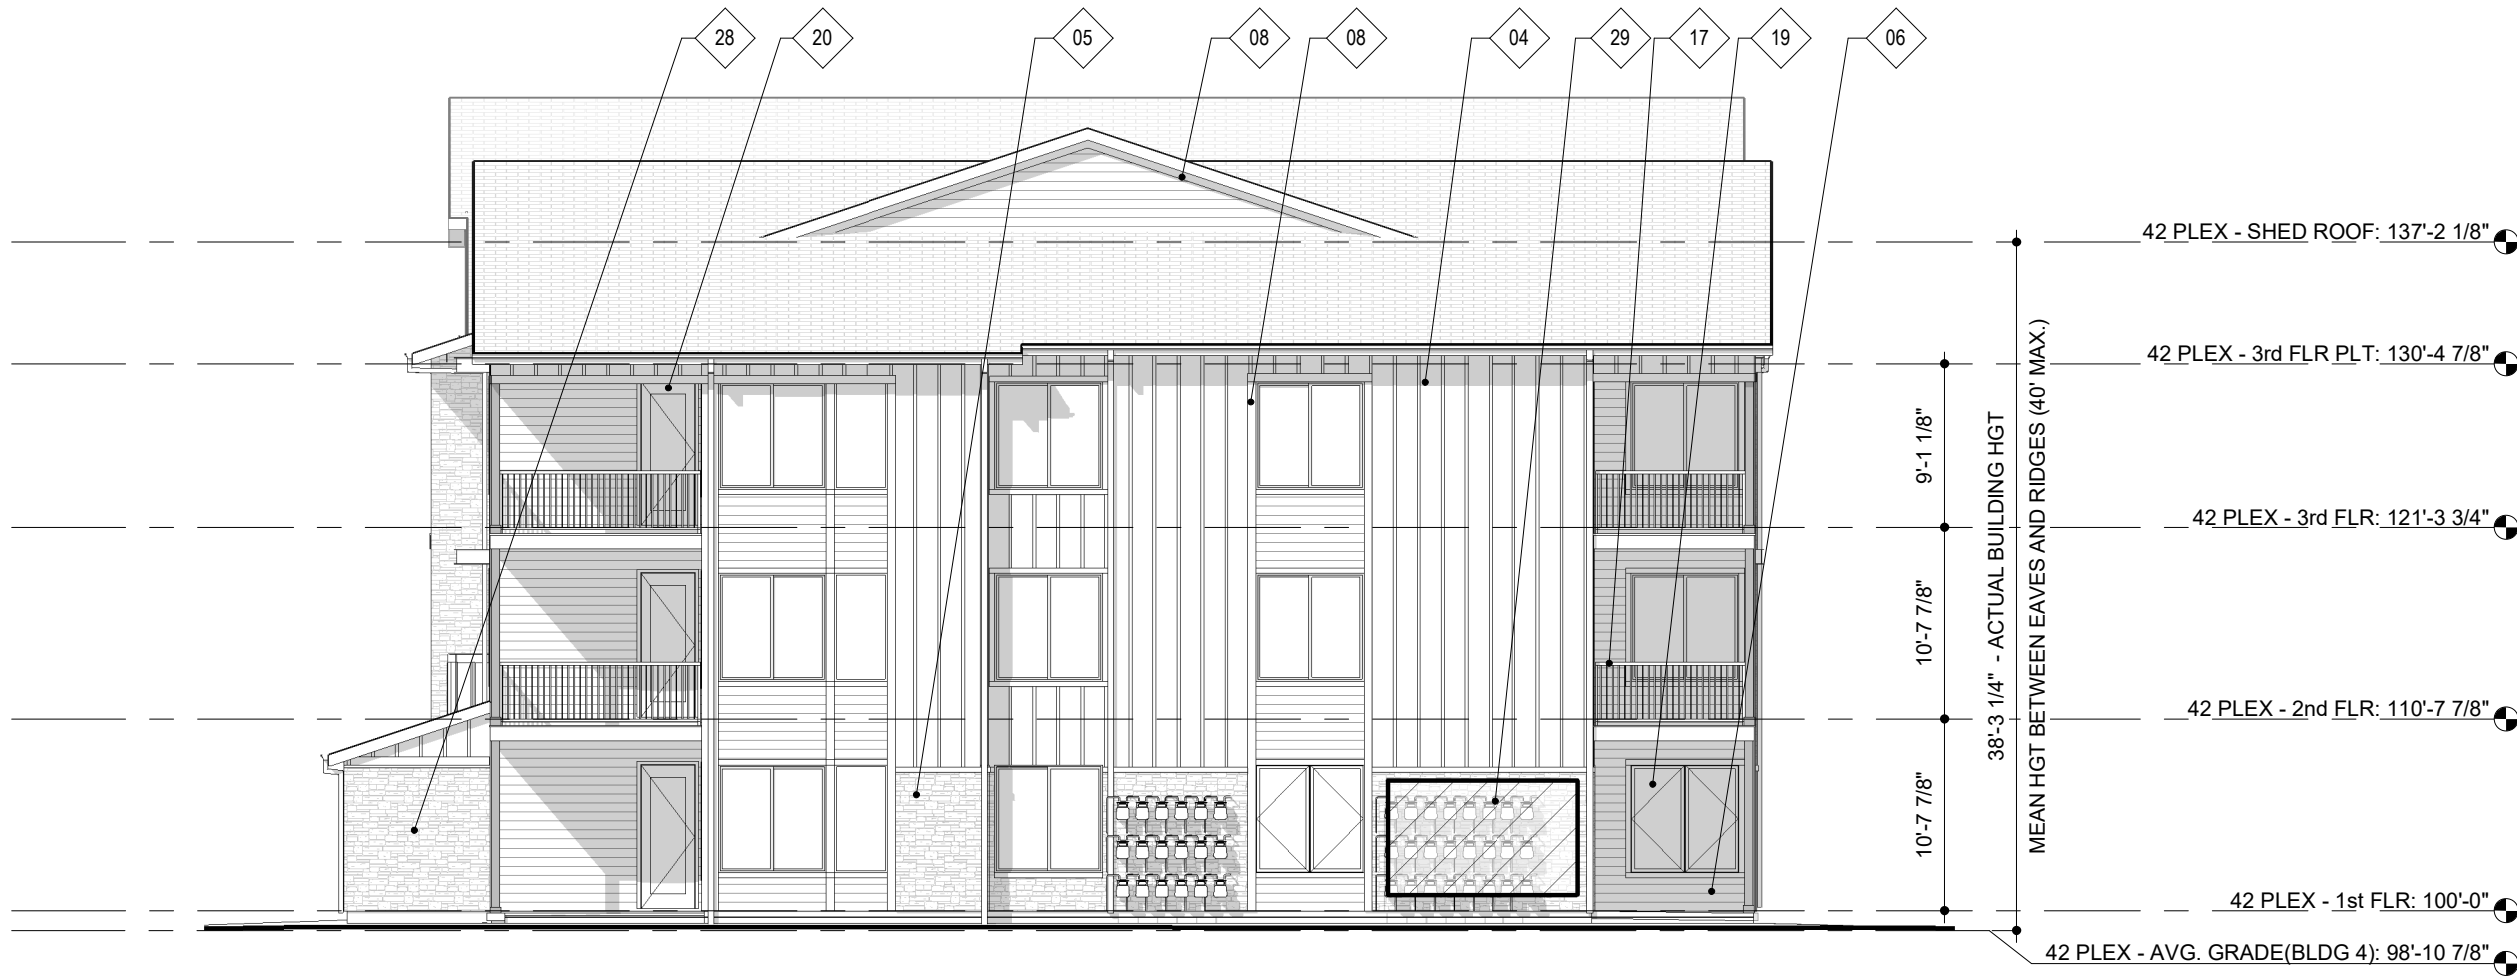 28
20
05
08
08
04
29
17
19
06
42 PLEX - SHED ROOF: 137'-2 1/8"
42 PLEX - 3rd FLR PLT: 130'-4 7/8"
9'-1 1/8"
42 PLEX - 3rd FLR: 121'-3 3/4"
10'-7 7/8"
38'-3 1/4" - ACTUAL BUILDING HGT
MEAN HGT BETWEEN EAVES AND RIDGES (40' MAX.)
42 PLEX - 2nd FLR: 110'-7 7/8"
10'-7 7/8"
42 PLEX - 1st FLR: 100'-0"
42 PLEX - AVG. GRADE(BLDG 4): 98'-10 7/8"